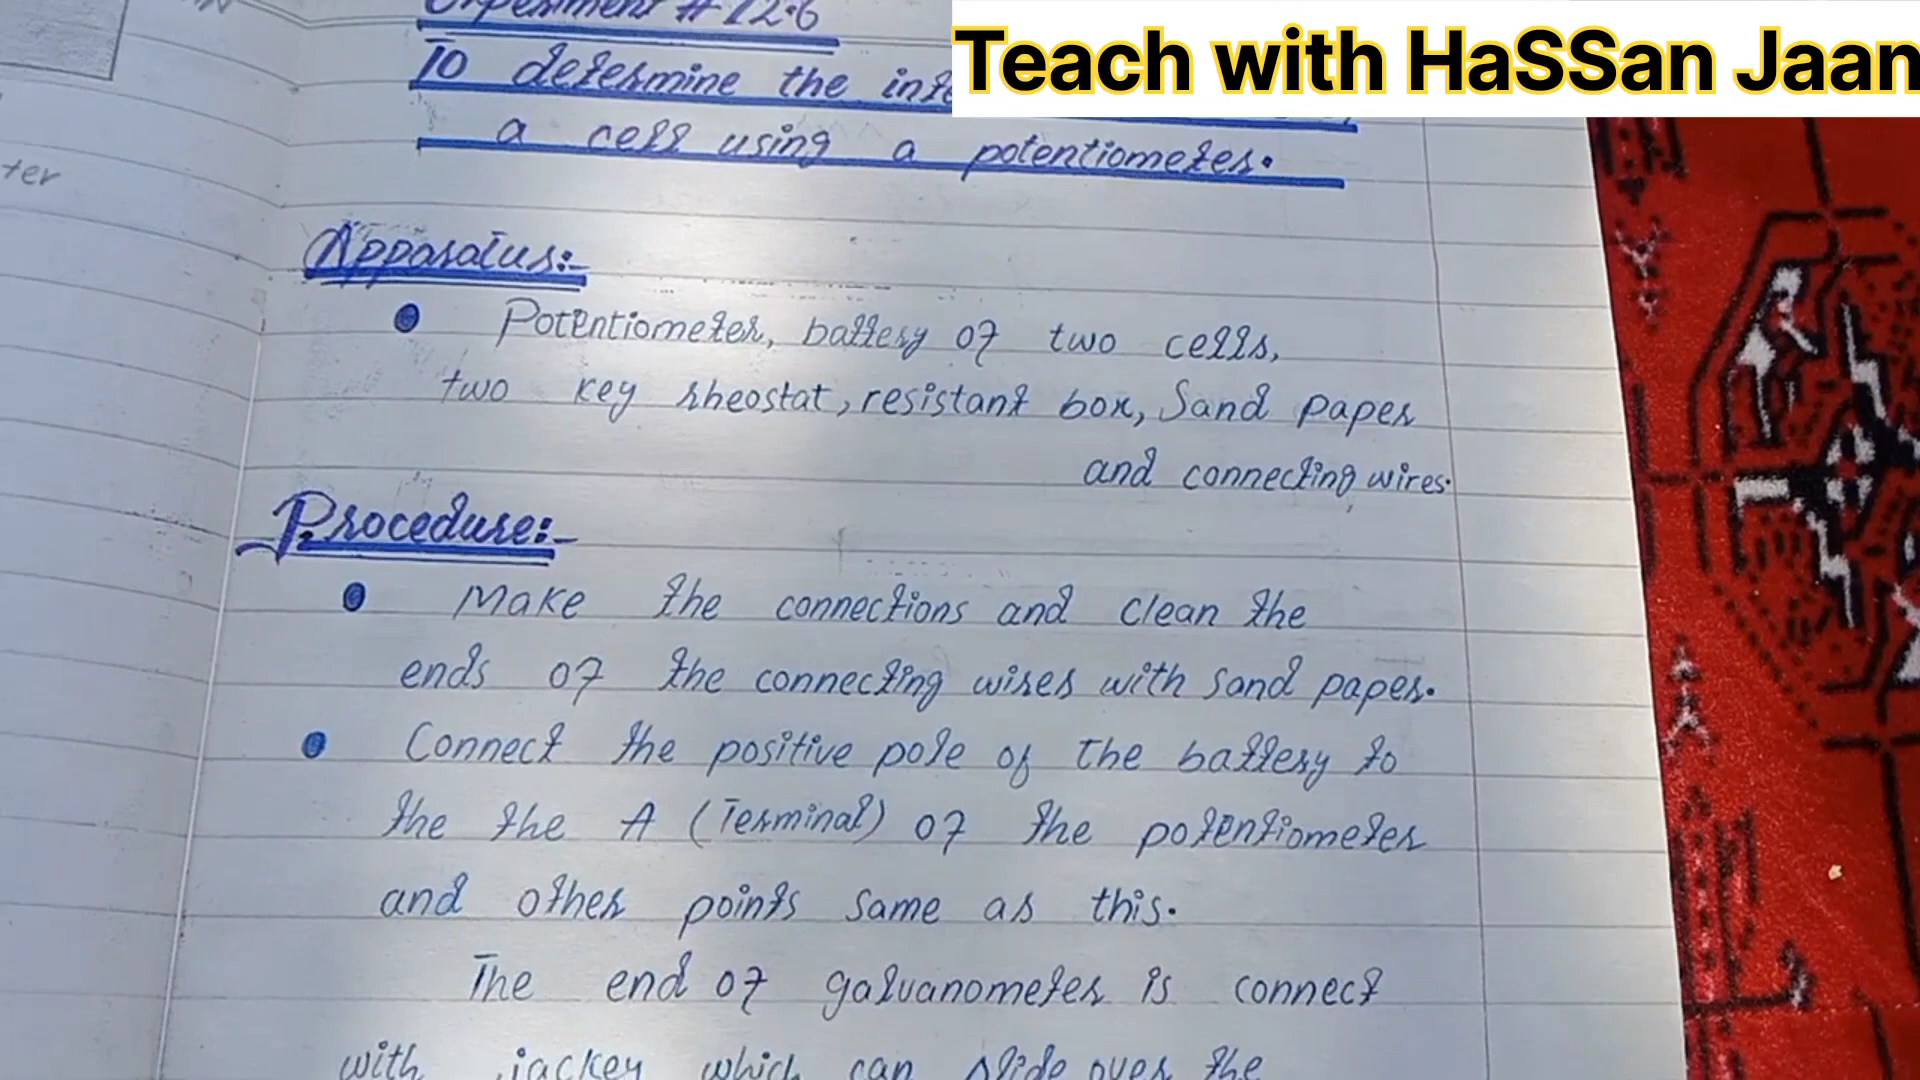 Experiment # 12.6
Teach with HaSSan Jaan
To determine the
a cell using a potentiometer.
ter
Apparatus:-
Potentiometer, battery of two cells,
two key rheostat, resistant box, Sand paper
and connecting wires.
Procedure:-
Make the connections and clean the
ends of the connecting wires with sand paper.
Connect the positive pole of the battery to
the the A (Terminal) of the potentiometer
and other points same as this.
The end of galvanometer is connect
with jackey which can slide over the